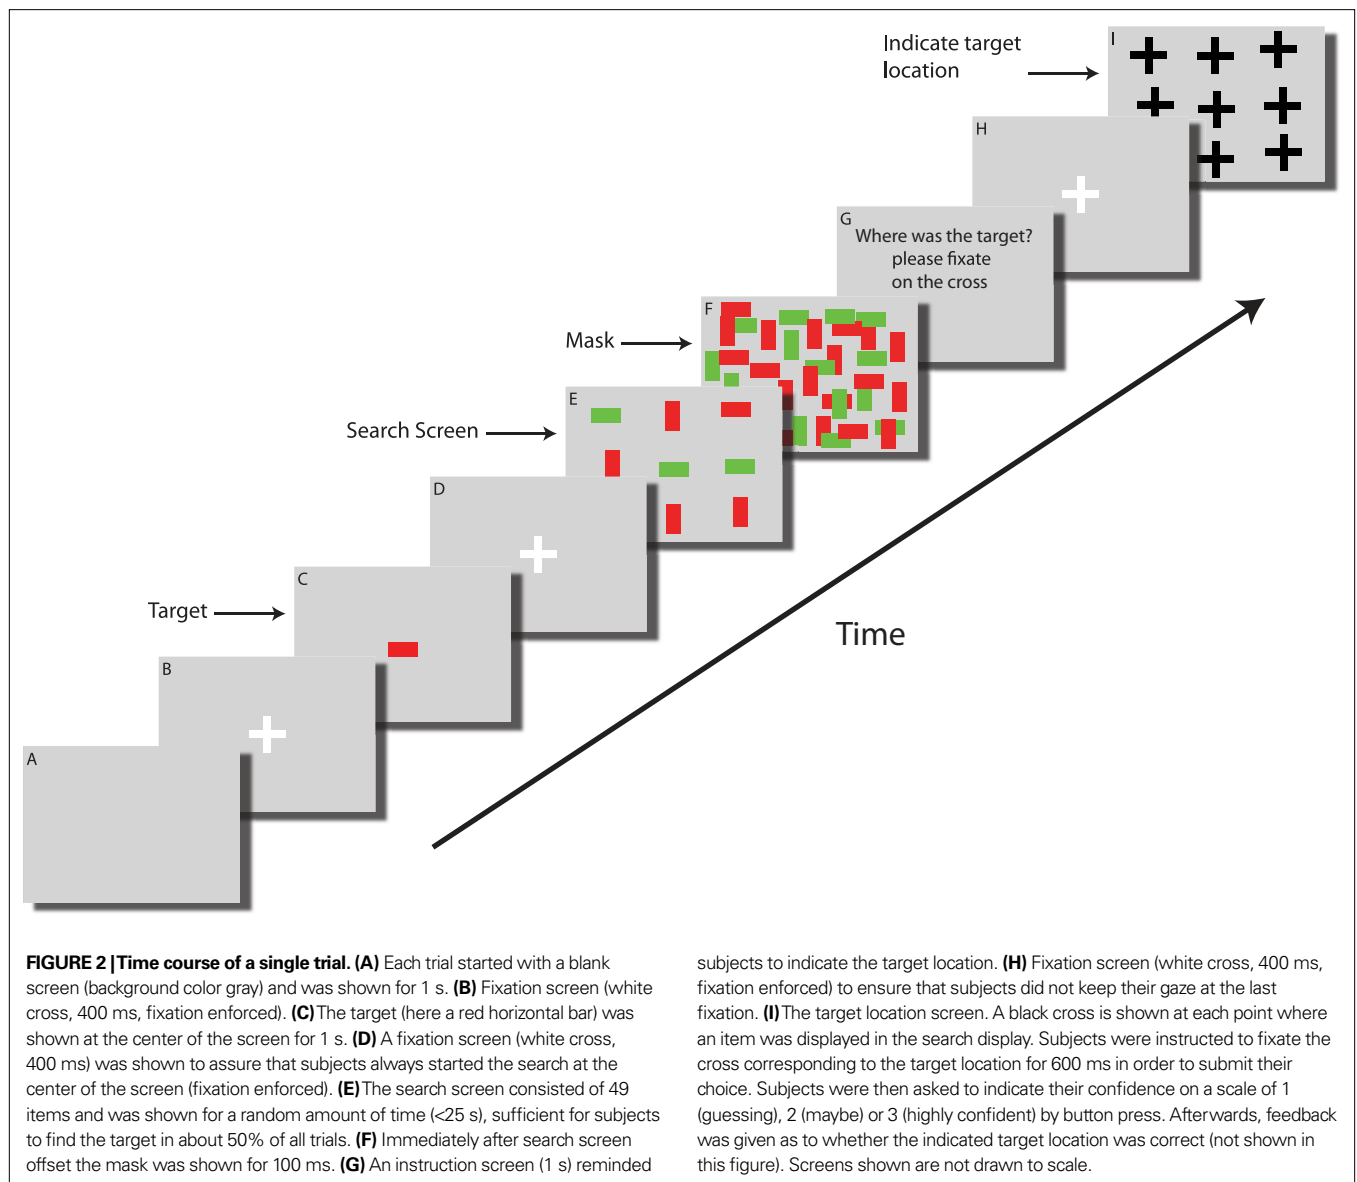 Indicate target
location
I
H
G
Where was the target?
please fixate
on the cross
F
Mask
E
Search Screen
D
C
Target
Time
B
A
FIGURE 2 | Time course of a single trial. (A) Each trial started with a blank
screen (background color gray) and was shown for 1 s. (B) Fixation screen (white
cross, 400 ms, fixation enforced). (C) The target (here a red horizontal bar) was
shown at the center of the screen for 1 s. (D) A fixation screen (white cross,
400 ms) was shown to assure that subjects always started the search at the
center of the screen (fixation enforced). (E) The search screen consisted of 49
items and was shown for a random amount of time (<25 s), sufficient for subjects
to find the target in about 50% of all trials. (F) Immediately after search screen
offset the mask was shown for 100 ms. (G) An instruction screen (1 s) reminded
subjects to indicate the target location. (H) Fixation screen (white cross, 400 ms,
fixation enforced) to ensure that subjects did not keep their gaze at the last
fixation. (I) The target location screen. A black cross is shown at each point where
an item was displayed in the search display. Subjects were instructed to fixate the
cross corresponding to the target location for 600 ms in order to submit their
choice. Subjects were then asked to indicate their confidence on a scale of 1
(guessing), 2 (maybe) or 3 (highly confident) by button press. Afterwards, feedback
was given as to whether the indicated target location was correct (not shown in
this figure). Screens shown are not drawn to scale.